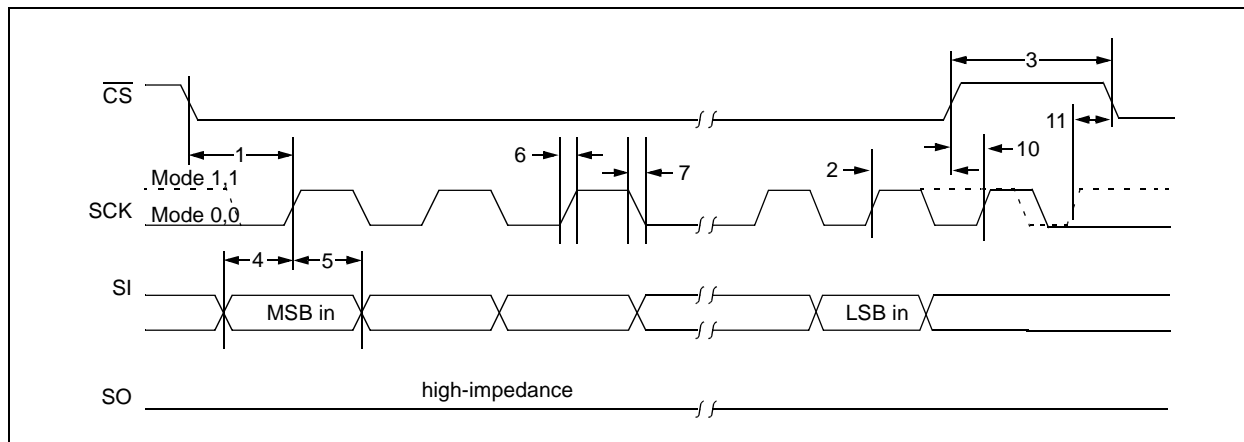 3
CS
11
1
6
10
Mode 1,1
7
2
SCK
Mode 0,0
4
5
SI
MSB in
LSB in
high-impedance
SO